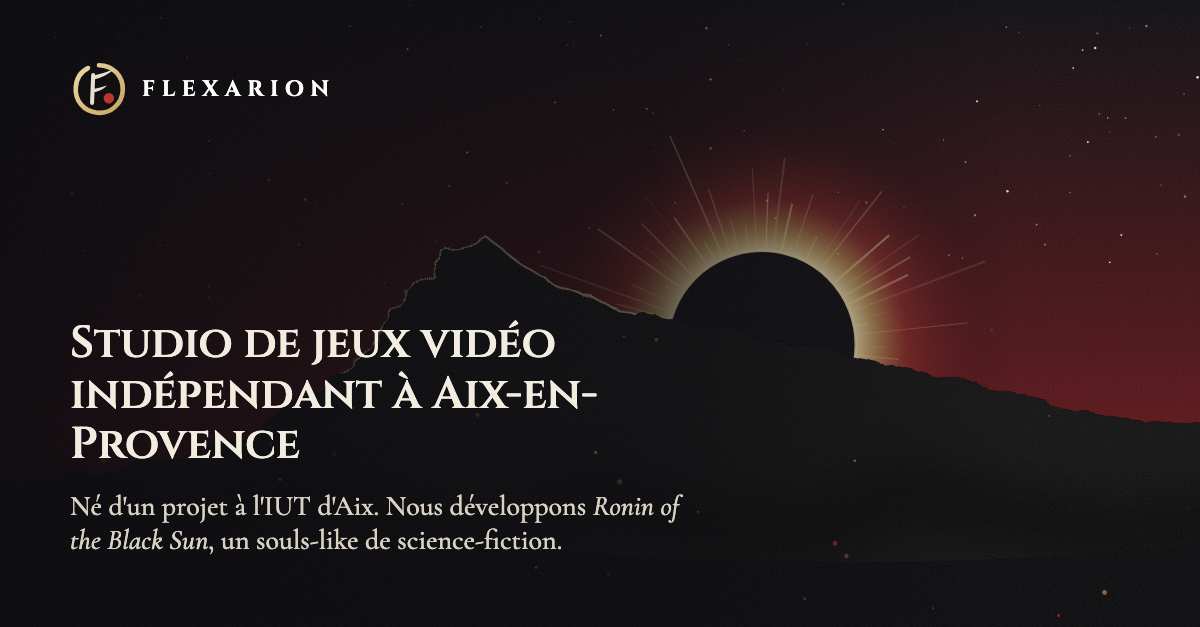 FLEXARION
Studio de jeux vidéo
indépendant à Aix-en-
Provence
Né d'un projet à l'IUT d'Aix. Nous développons Ronin of
the Black Sun, un souls-like de science-fiction.